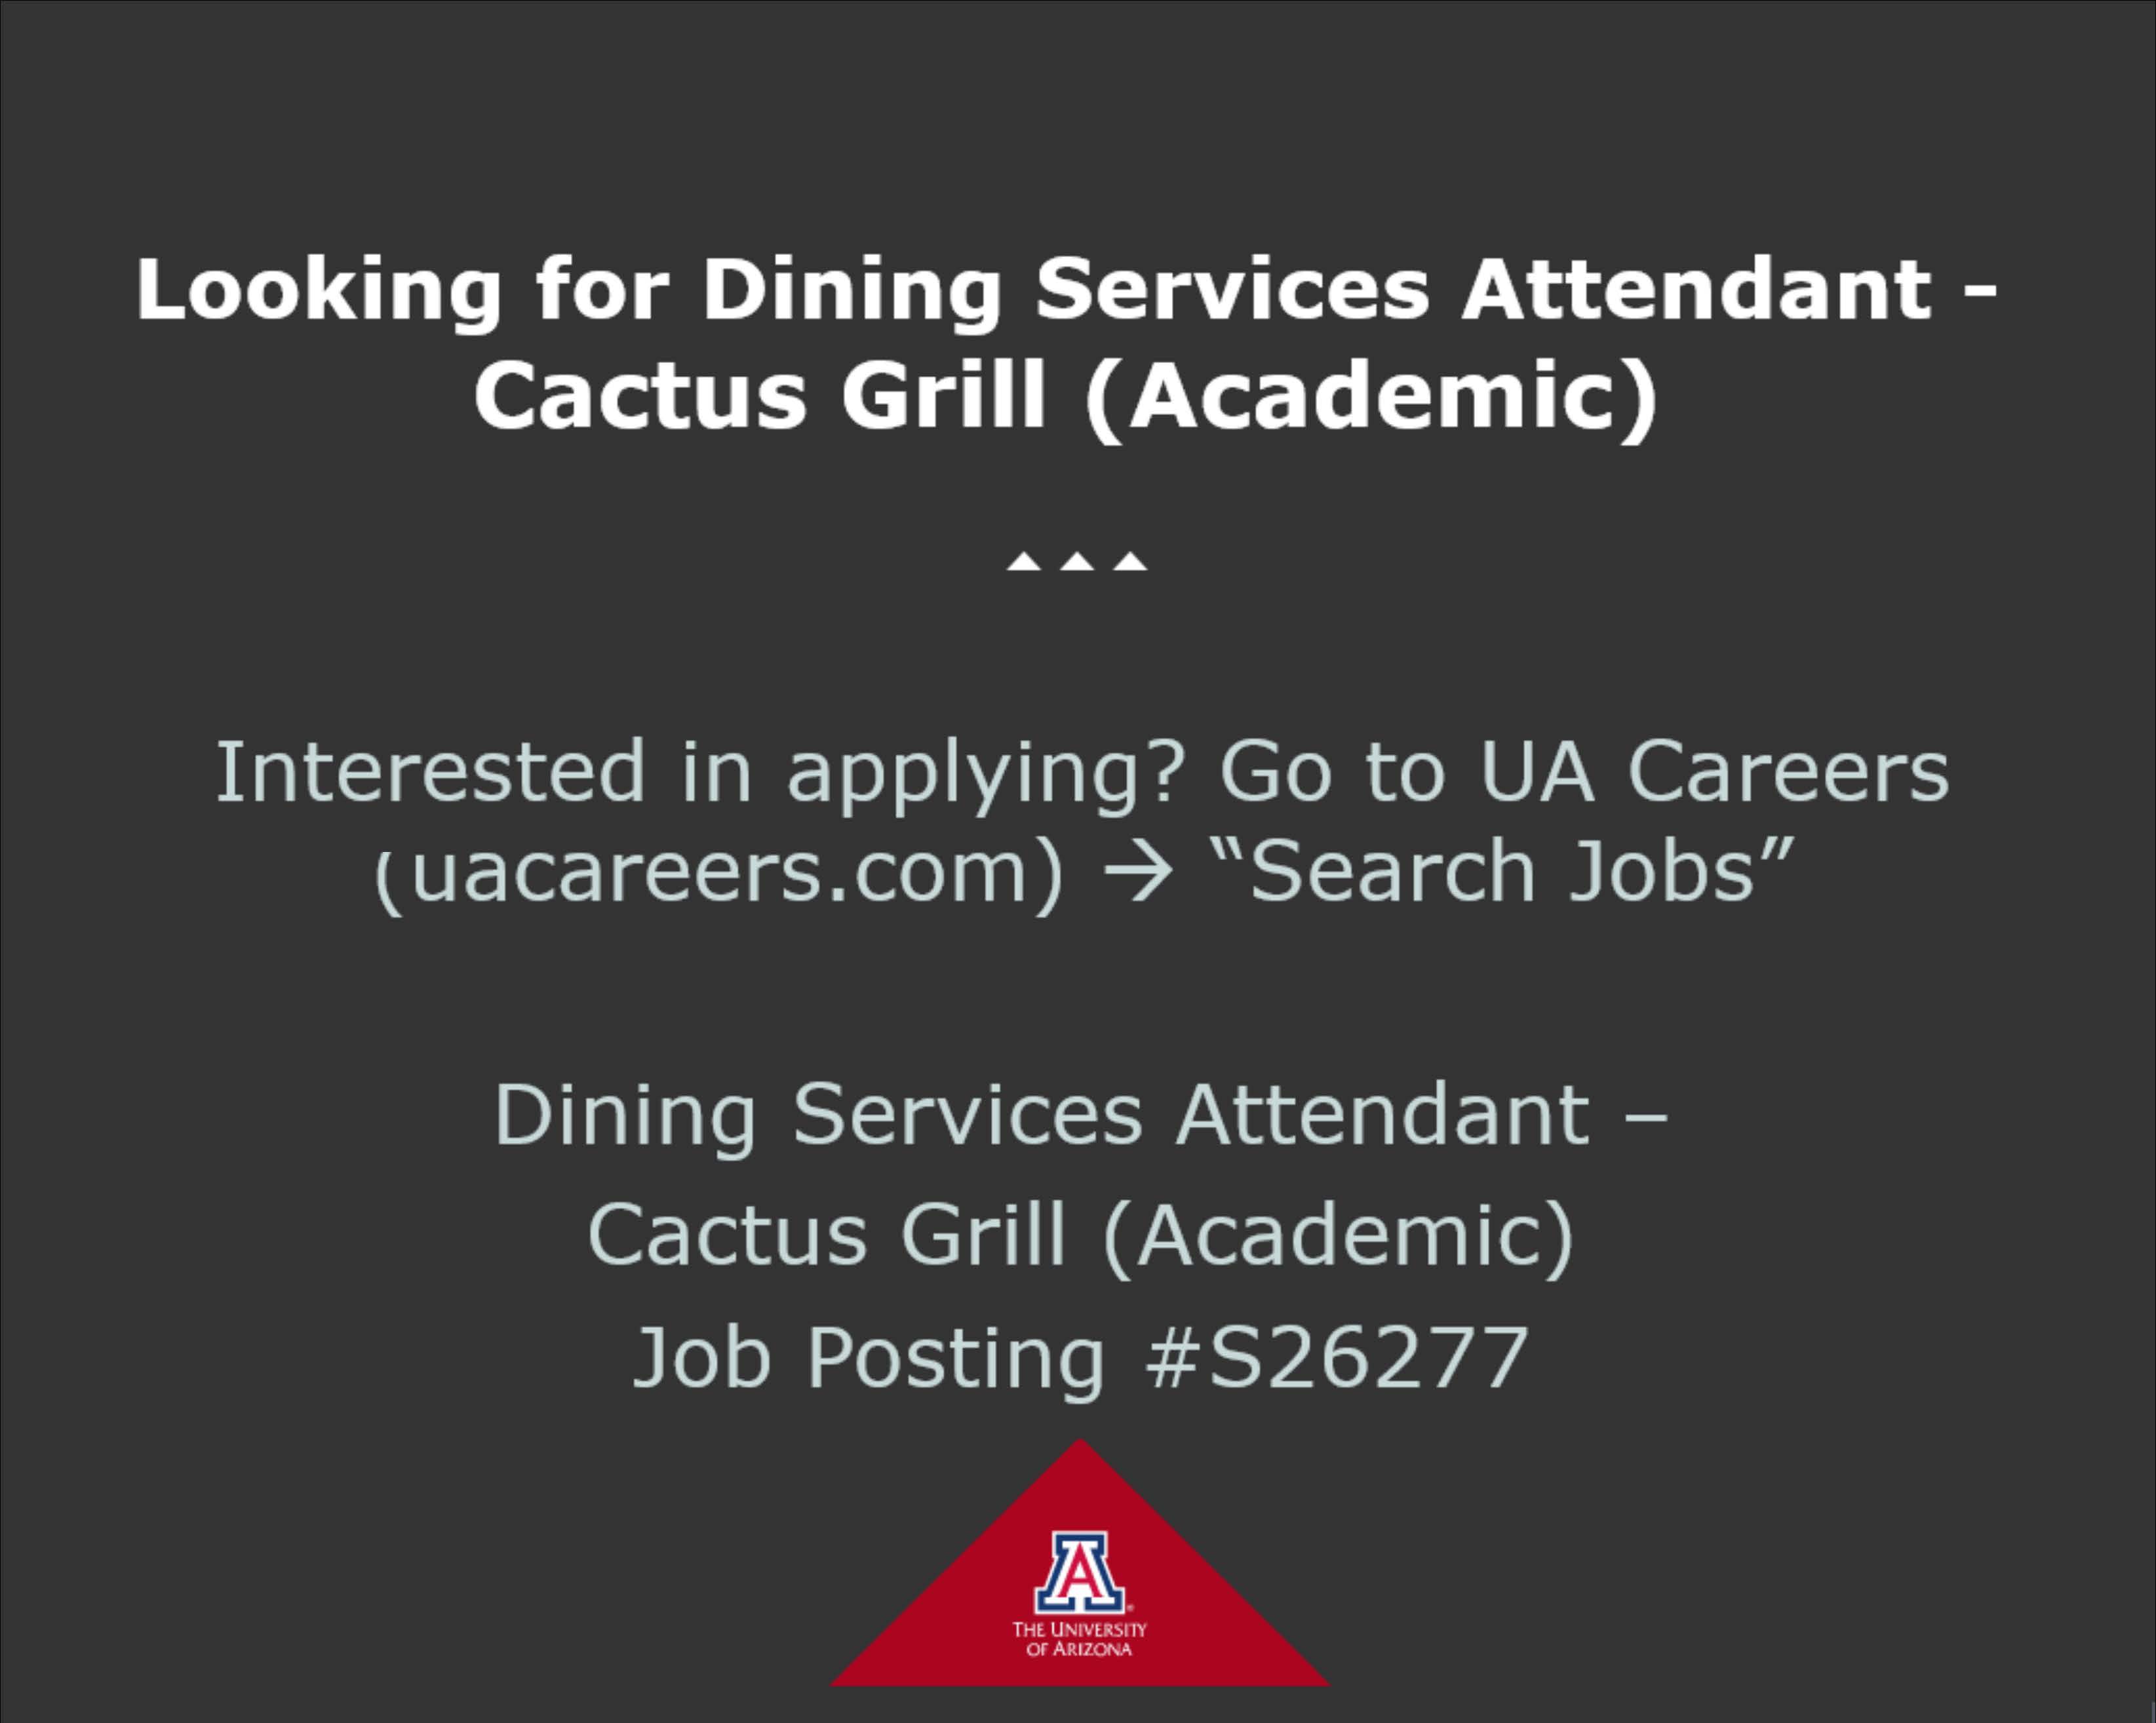 Looking for Dining Services Attendant -
Cactus Grill (Academic)
Interested in applying? Go to UA Careers
(uacareers.com) → “Search Jobs”
Dining Services Attendant –
Cactus Grill (Academic)
Job Posting #S26277
A
THE UNIVERSITY
OF ARIZONA